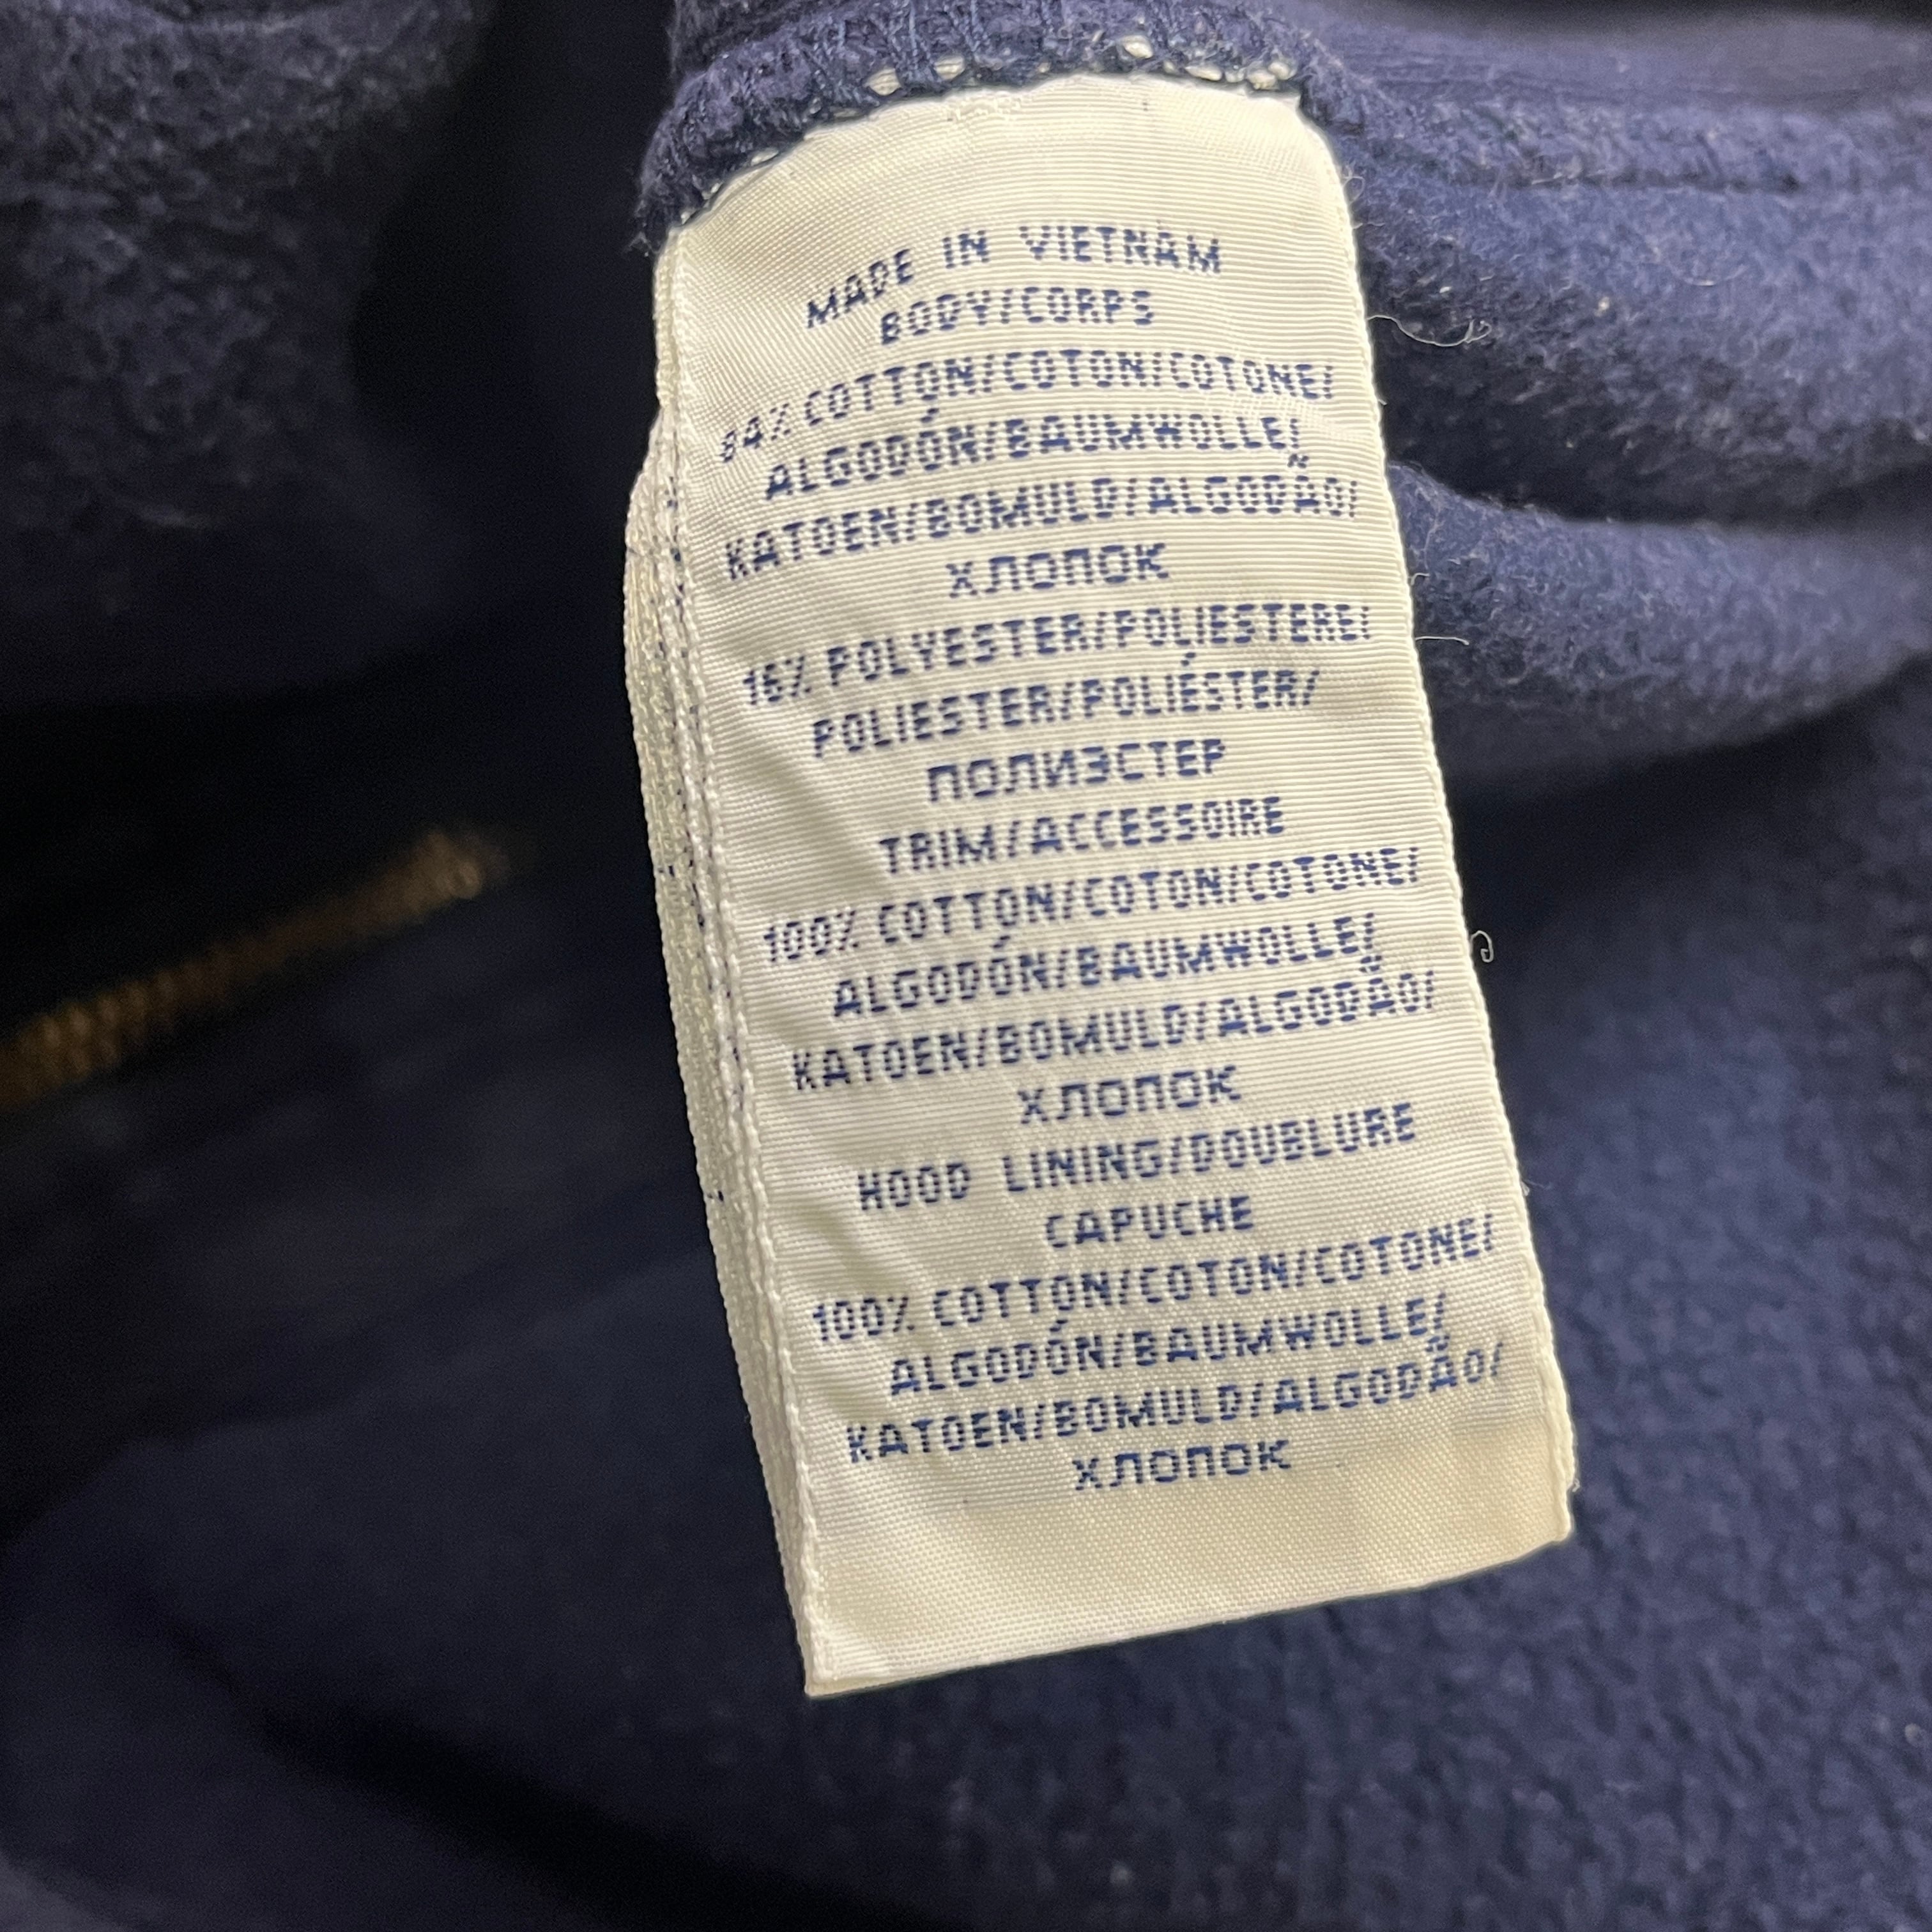 MADE IN VIETNAM
BODY/CORPS
84% COTTON/COTON/COTONE/
ALGODÓN/BAUMWOLLE/
KATOEN/BOMULD/ALGODÃO/
ХЛОПОК
16% POLYESTER/POLIESTERE/
POLIESTER/POLIÉSTER/
ПОЛИЭСТЕР
TRIM/ACCESSOIRE
100% COTTON/COTON/COTONE/
ALGODÓN/BAUMWOLLE/
KATOEN/BOMULD/ALGODÃO/
ХЛОПОК
HOOD LINING/DOUBLURE
CAPUCHE
100% COTTON/COTON/COTONE/
ALGODÓN/BAUMWOLLE/
KATOEN/BOMULD/ALGODÃO/
ХЛОПОК